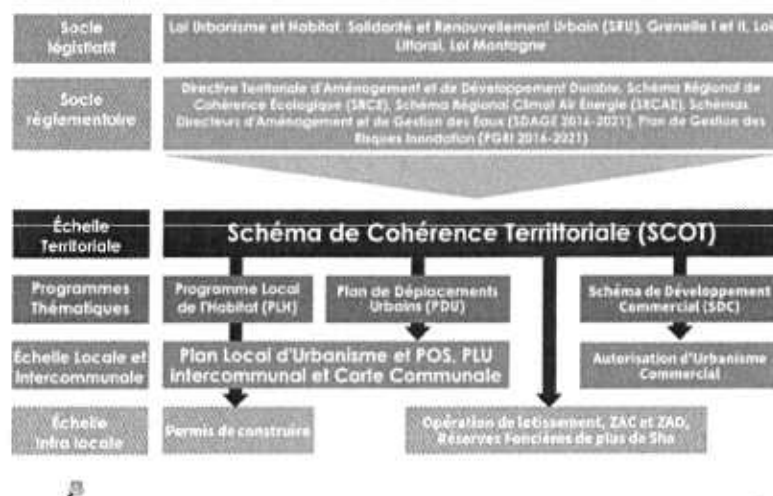 Socle
législatif
Loi Urbanisme et Habitat, Solidarité et Renouvellement Urbain (SRU), Grenelle I et II, Loi
Littoral, Loi Montagne
Socle
réglementaire
Directive Territoriale d'Aménagement et de Développement Durable, Schéma Régional de
Cohérence Écologique (SRCE), Schéma Régional Climat Air Énergie (SRCAE), Schémas
Directeurs d'Aménagement et de Gestion des Eaux (SDAGE 2016-2021), Plan de Gestion des
Risques Inondation (PGRI 2016-2021)
Échelle
Territoriale
Schéma de Cohérence Territtoriale (SCOT)
Programmes
Thématiques
Programme Local
de l'Habitat (PLH)
Plan de Déplacements
Urbains (PDU)
Schéma de Développement
Commercial (SDC)
Échelle Locale et
Intercommunale
Plan Local d'Urbanisme et POS, PLU
intercommunal et Carte Communale
Autorisation d'Urbanisme
Commercial
Échelle
Infra locale
Permis de construire
Opération de lotissement, ZAC et ZAD,
Réserves Foncières de plus de 5ha